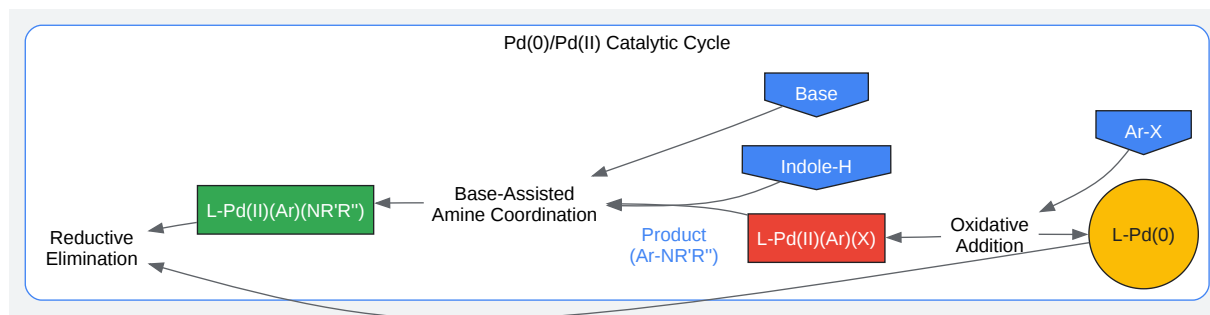 Pd(0)/Pd(II) Catalytic Cycle
Base
Ar-X
Indole-H
L-Pd(II)(Ar)(NR'R'')
Base-Assisted
Amine Coordination
Product
(Ar-NR'R'')
L-Pd(II)(Ar)(X)
Oxidative
Addition
L-Pd(0)
Reductive
Elimination